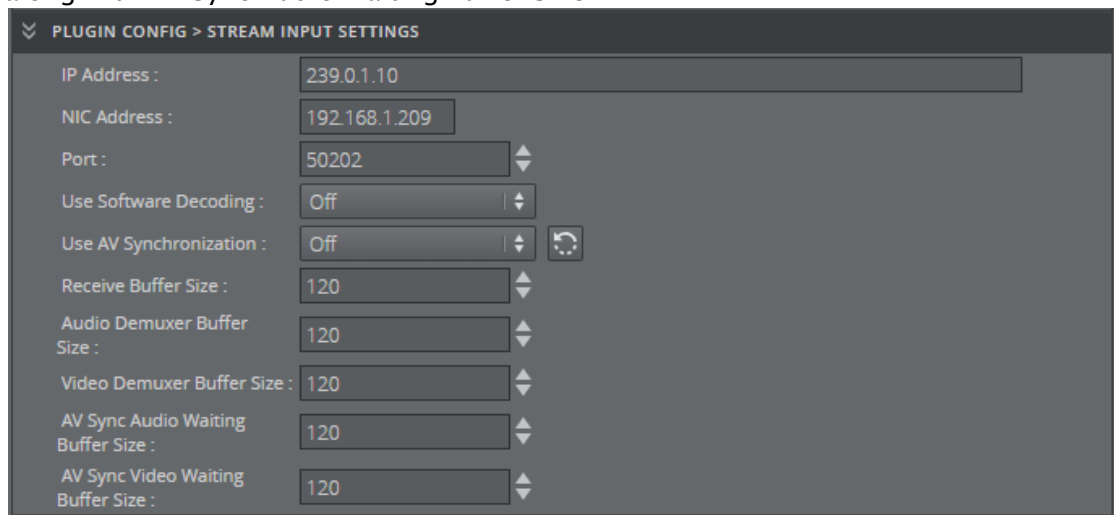 PLUGIN CONFIG > STREAM INPUT SETTINGS
IP Address : 239.0.1.10
NIC Address : 192.168.1.209
Port : 50202
Use Software Decoding : Off
Use AV Synchronization : Off
Receive Buffer Size : 120
Audio Demuxer Buffer
Size : 120
Video Demuxer Buffer Size : 120
AV Sync Audio Waiting
Buffer Size : 120
AV Sync Video Waiting
Buffer Size : 120